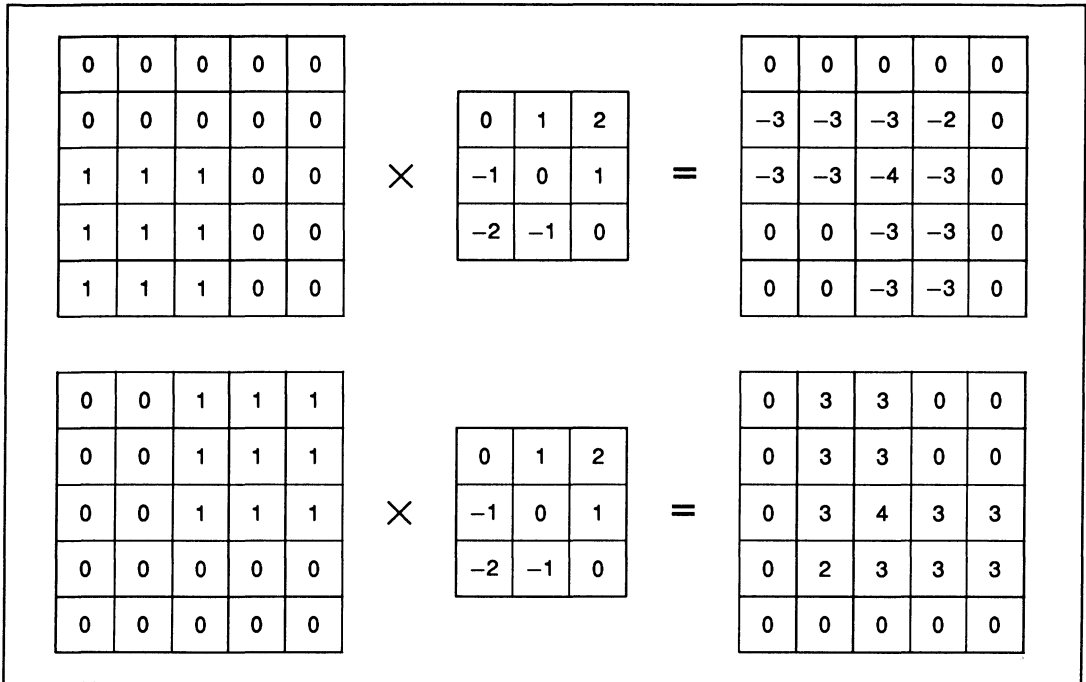 0 0 0 0 0
0 0 0 0 0
1 1 1 0 0
1 1 1 0 0
1 1 1 0 0
×
0 1 2
−1 0 1
−2 −1 0
=
0 0 0 0 0
−3 −3 −3 −2 0
−3 −3 −4 −3 0
0 0 −3 −3 0
0 0 −3 −3 0
0 0 1 1 1
0 0 1 1 1
0 0 1 1 1
0 0 0 0 0
0 0 0 0 0
×
0 1 2
−1 0 1
−2 −1 0
=
0 3 3 0 0
0 3 3 0 0
0 3 4 3 3
0 2 3 3 3
0 0 0 0 0